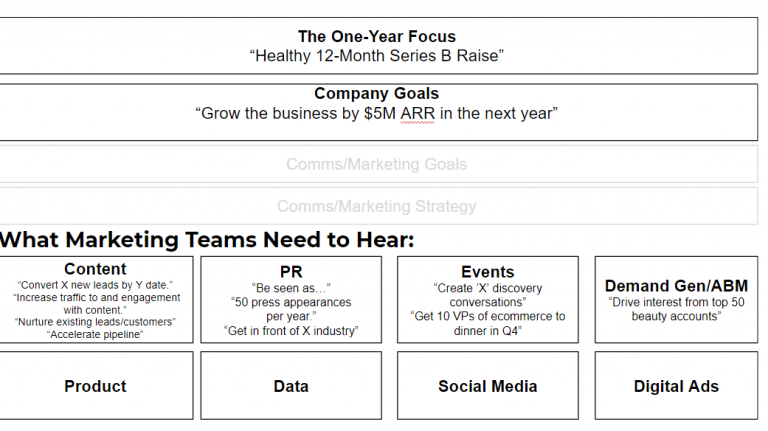 The One-Year Focus
“Healthy 12-Month Series B Raise”
Company Goals
“Grow the business by $5M ARR in the next year”
Comms/Marketing Goals
Comms/Marketing Strategy
What Marketing Teams Need to Hear:
Content
“Convert X new leads by Y date.”
“Increase traffic to and engagement
with content.”
“Nurture existing leads/customers”
“Accelerate pipeline”
PR
“Be seen as…”
“50 press appearances
per year.”
“Get in front of X industry”
Events
“Create ‘X’ discovery
conversations”
“Get 10 VPs of ecommerce to
dinner in Q4”
Demand Gen/ABM
“Drive interest from top 50
beauty accounts”
Product
Data
Social Media
Digital Ads